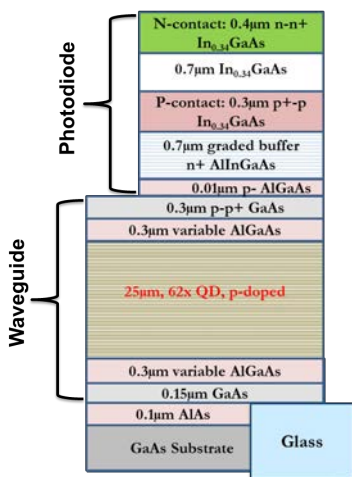 Photodiode
N-contact: 0.4μm n-n+
In0.34GaAs
0.7μm In0.34GaAs
P-contact: 0.3μm p+-p
In0.34GaAs
0.7μm graded buffer
n+ AlInGaAs
0.01μm p- AlGaAs
Waveguide
0.3μm p-p+ GaAs
0.3μm variable AlGaAs
25μm, 62x QD, p-doped
0.3μm variable AlGaAs
0.15μm GaAs
0.1μm AlAs
GaAs Substrate
Glass